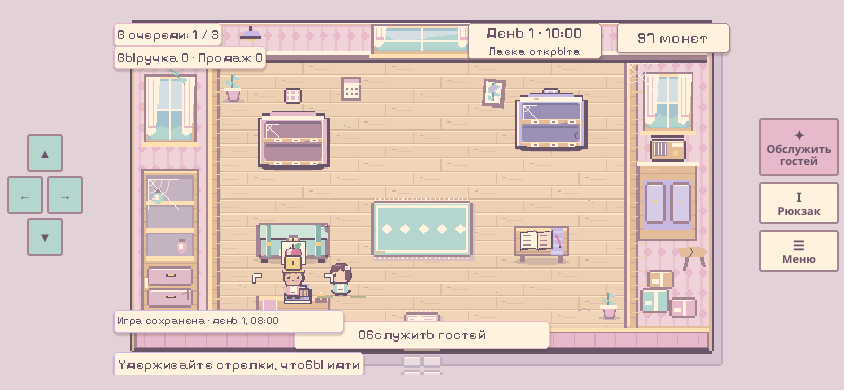 В очереди: 1 / 3
Выручка 0 · Продаж 0
День 1 · 10:00
Лавка открыта
97 монет
✦
Обслужить
гостей
I
Рюкзак
☰
Меню
▲
← →
▼
Игра сохранена · день 1, 08:00
Обслужить гостей
Удерживайте стрелки, чтобы идти